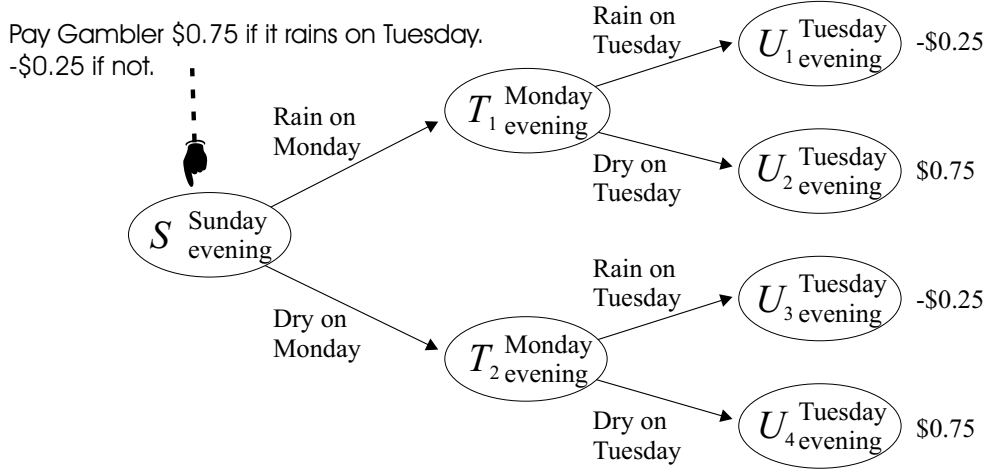 Pay Gambler $0.75 if it rains on Tuesday.
-$0.25 if not.
Rain on
Monday
Dry on
Monday
S Sunday
evening
T1 Monday
evening
T2 Monday
evening
Rain on
Tuesday
Dry on
Tuesday
Rain on
Tuesday
Dry on
Tuesday
U1 Tuesday
evening
-$0.25
U2 Tuesday
evening
$0.75
U3 Tuesday
evening
-$0.25
U4 Tuesday
evening
$0.75